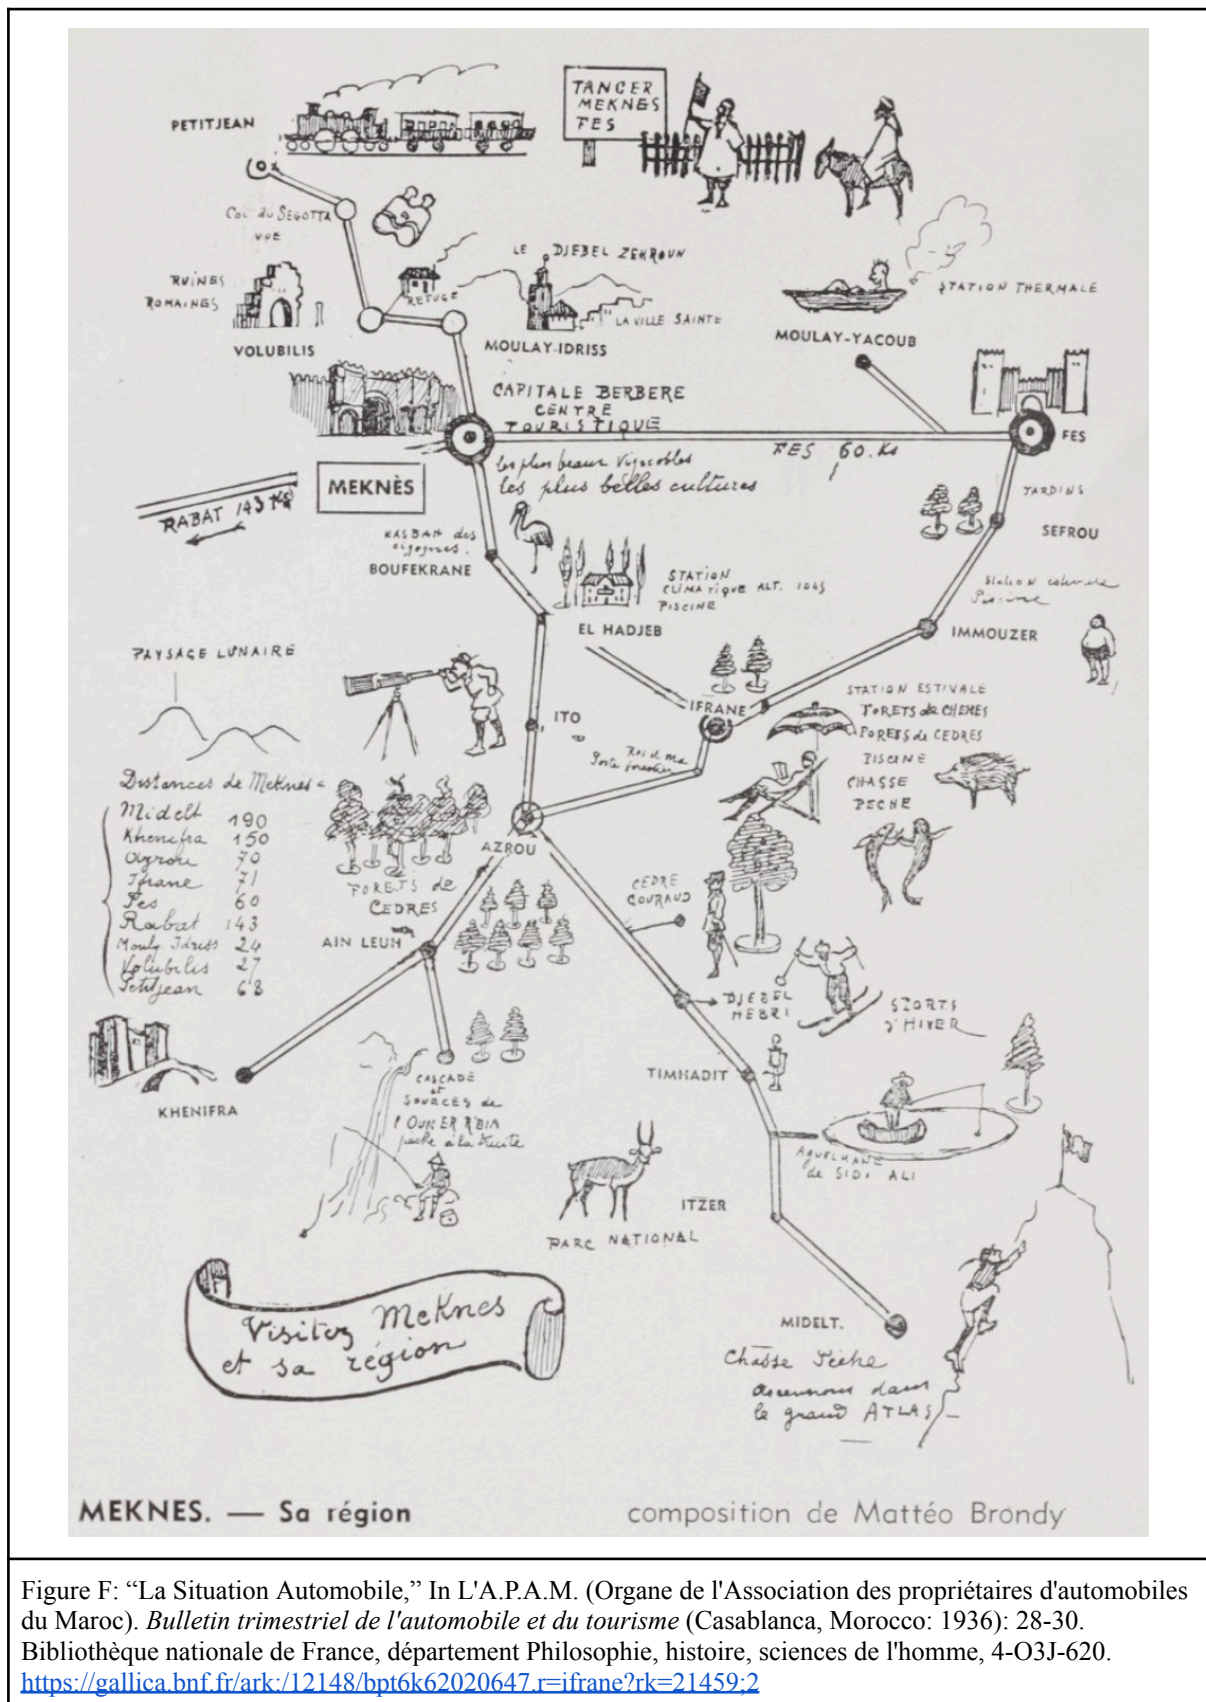 PETITJEAN
TANGER
MEKNES
FES
COL du SEGOTTA
VUE
RUINES
ROMAINES
VOLUBILIS
REFUGE
LE DJEBEL ZERROUN
LA VILLE SAINTE
MOULAY-IDRISS
STATION THERMALE
MOULAY-YACOUB
CAPITALE BERBERE
CENTRE
TOURISTIQUE
FES 60. Ks
FES
les plus beaux Vignobles
les plus belles cultures
MEKNÈS
RABAT 143 Ks
KASBAH des
cigognes.
BOUFEKRANE
JARDINS
SEFROU
STATION
CLIMATIQUE ALT. 1045
PISCINE
EL HADJEB
Station estivale
Piscine
IMMOUZER
PAYSAGE LUNAIRE
ITO
IFRANE
STATION ESTIVALE
FORETS de CHENES
FORETS de CEDRES
PISCINE
CHASSE
PECHE
Poste forestier
Distances de Meknès
Midelt 190
Khenifra 150
Azrou 70
Ifrane 71
Fes 60
Rabat 143
Mouly Idriss 24
Volubilis 27
Petitjean 68
AZROU
FORETS de
CEDRES
AIN LEUH
CEDRE
GOURAUD
DJEBEL
HEBRI
SPORTS
D'HIVER
KHENIFRA
CASCADE
et
SOURCES de
l'OUM ER R'BIA
pêche à la truite
TIMHADIT
AGUELMANE
de SIDI ALI
ITZER
PARC NATIONAL
Visitez Meknes
et sa région
MIDELT.
Chasse Pêche
ascensions dans
le grand ATLAS
MEKNES. — Sa région
composition de Mattéo Brondy
Figure F: “La Situation Automobile,” In L'A.P.A.M. (Organe de l'Association des propriétaires d'automobiles
du Maroc). Bulletin trimestriel de l'automobile et du tourisme (Casablanca, Morocco: 1936): 28-30.
Bibliothèque nationale de France, département Philosophie, histoire, sciences de l'homme, 4-O3J-620.
https://gallica.bnf.fr/ark:/12148/bpt6k62020647.r=ifrane?rk=21459;2